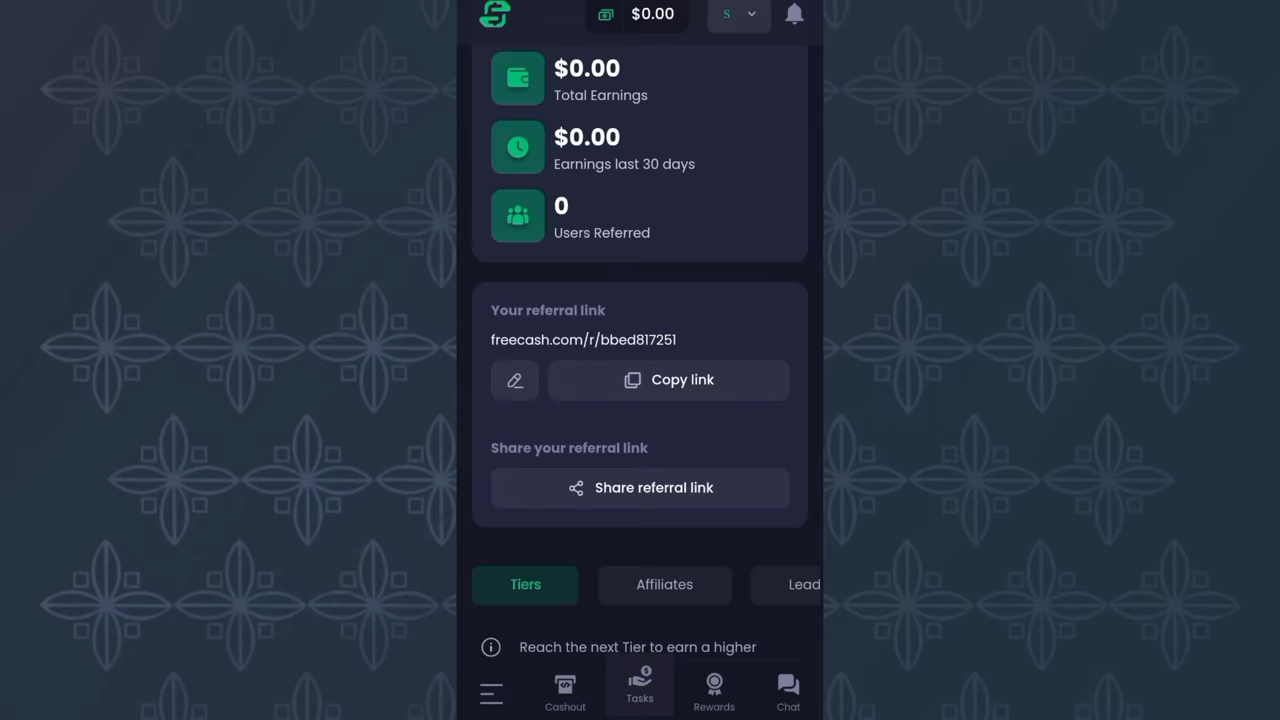 $0.00
S
$0.00
Total Earnings
$0.00
Earnings last 30 days
0
Users Referred
Your referral link
freecash.com/r/bbed817251
Copy link
Share your referral link
Share referral link
Tiers
Affiliates
Lead
Reach the next Tier to earn a higher
Cashout
Tasks
Rewards
Chat